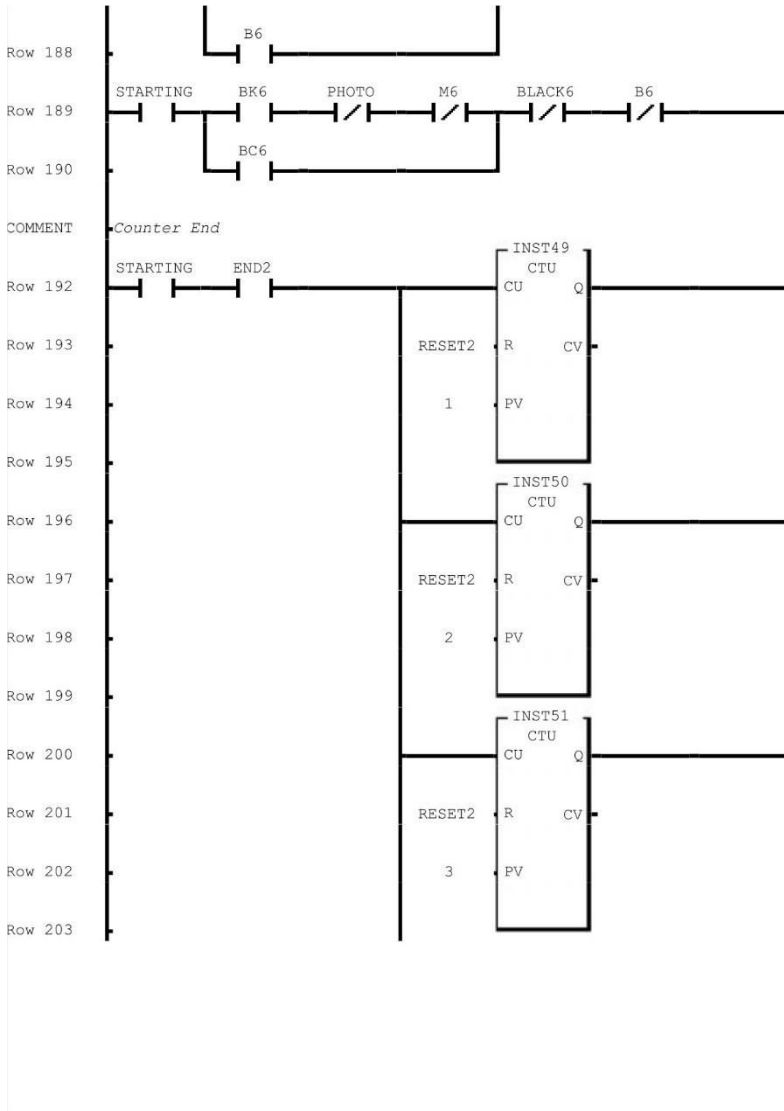 B6
Row 188
STARTING BK6 PHOTO M6 BLACK6 B6
Row 189
BC6
Row 190
COMMENT Counter End
INST49
STARTING END2 CTU
Row 192 CU Q
Row 193 RESET2 R CV
Row 194 1 PV
Row 195
INST50
CTU
Row 196 CU Q
Row 197 RESET2 R CV
Row 198 2 PV
Row 199
INST51
CTU
Row 200 CU Q
Row 201 RESET2 R CV
Row 202 3 PV
Row 203